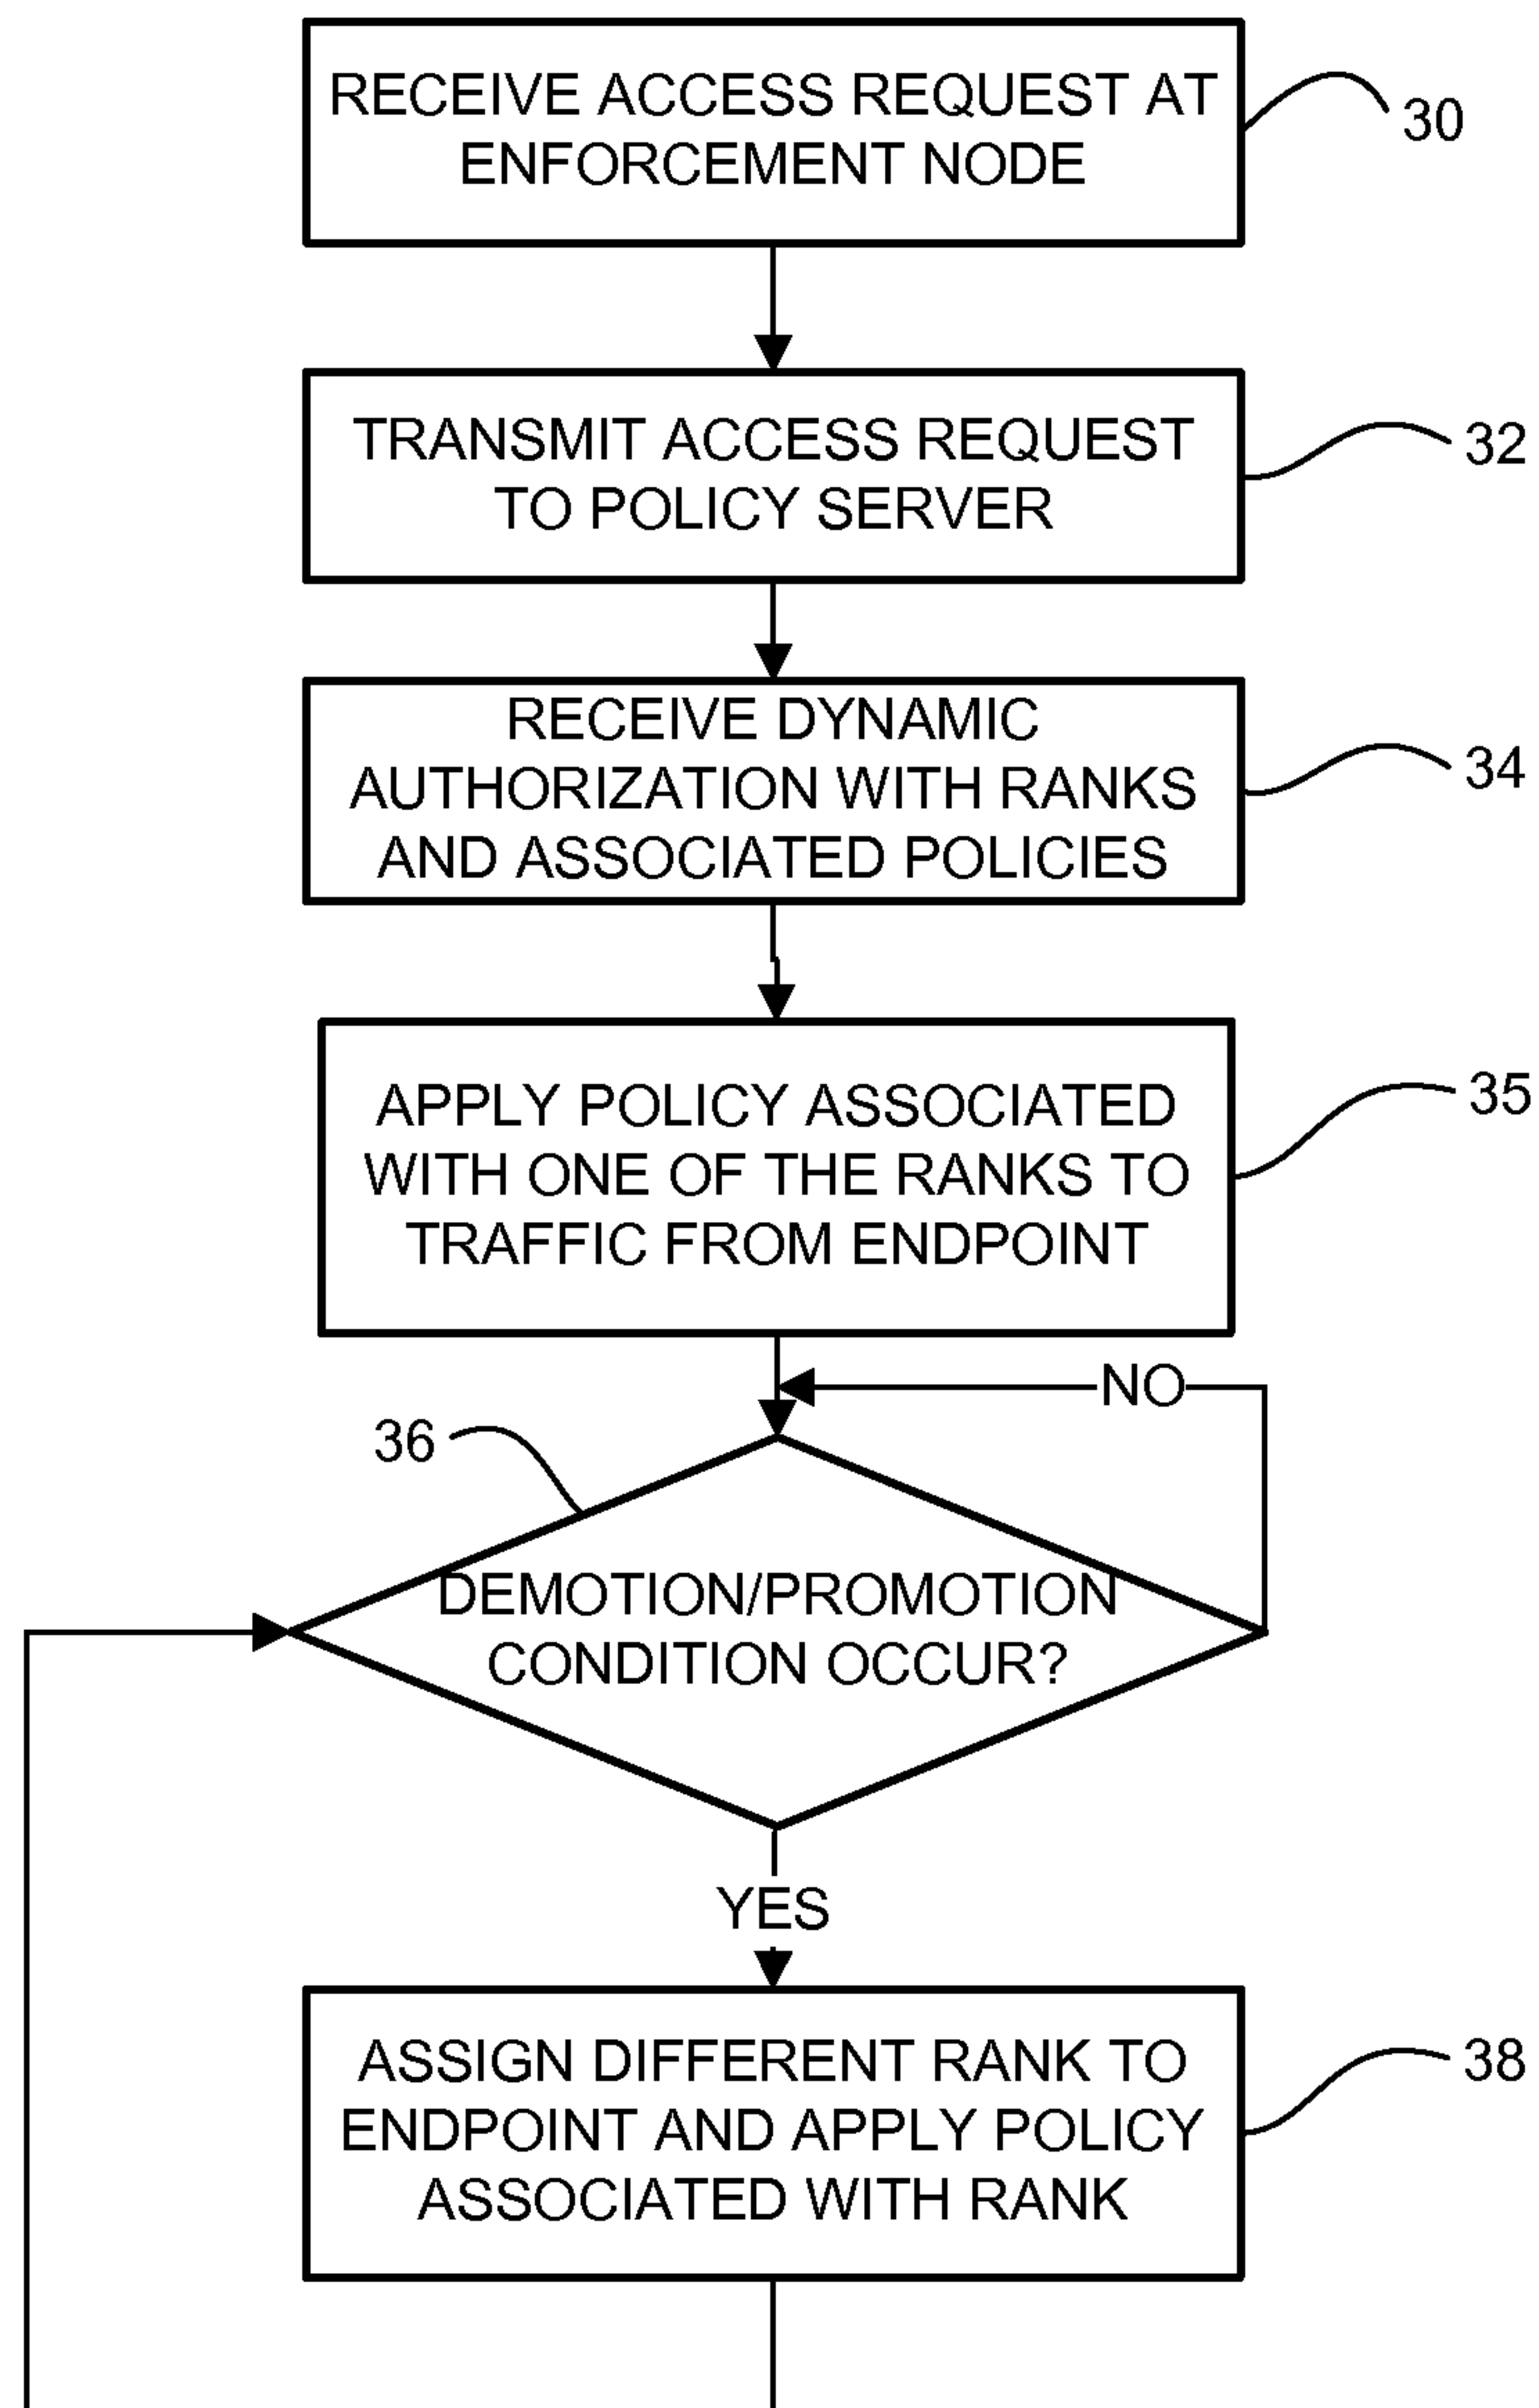 RECEIVE ACCESS REQUEST AT
ENFORCEMENT NODE
30
TRANSMIT ACCESS REQUEST
TO POLICY SERVER
32
RECEIVE DYNAMIC
AUTHORIZATION WITH RANKS
AND ASSOCIATED POLICIES
34
APPLY POLICY ASSOCIATED
WITH ONE OF THE RANKS TO
TRAFFIC FROM ENDPOINT
35
NO
36
DEMOTION/PROMOTION
CONDITION OCCUR?
YES
ASSIGN DIFFERENT RANK TO
ENDPOINT AND APPLY POLICY
ASSOCIATED WITH RANK
38